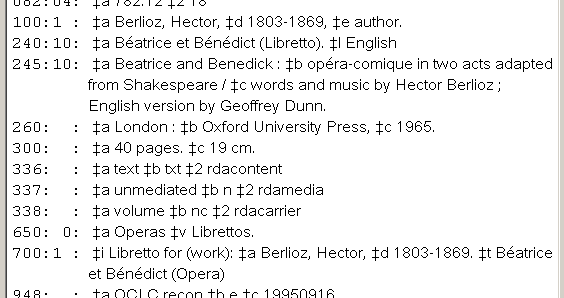 082:04: ‡a 782.12 ‡2 18
100:1 : ‡a Berlioz, Hector, ‡d 1803-1869, ‡e author.
240:10: ‡a Béatrice et Bénédict (Libretto). ‡l English
245:10: ‡a Beatrice and Benedick : ‡b opéra-comique in two acts adapted
from Shakespeare / ‡c words and music by Hector Berlioz ;
English version by Geoffrey Dunn.
260: : ‡a London : ‡b Oxford University Press, ‡c 1965.
300: : ‡a 40 pages. ‡c 19 cm.
336: : ‡a text ‡b txt ‡2 rdacontent
337: : ‡a unmediated ‡b n ‡2 rdamedia
338: : ‡a volume ‡b nc ‡2 rdacarrier
650: 0: ‡a Operas ‡v Librettos.
700:1 : ‡i Libretto for (work): ‡a Berlioz, Hector, ‡d 1803-1869. ‡t Béatrice
et Bénédict (Opera)
948: : ‡a OCLC recon ‡b e ‡c 19950916